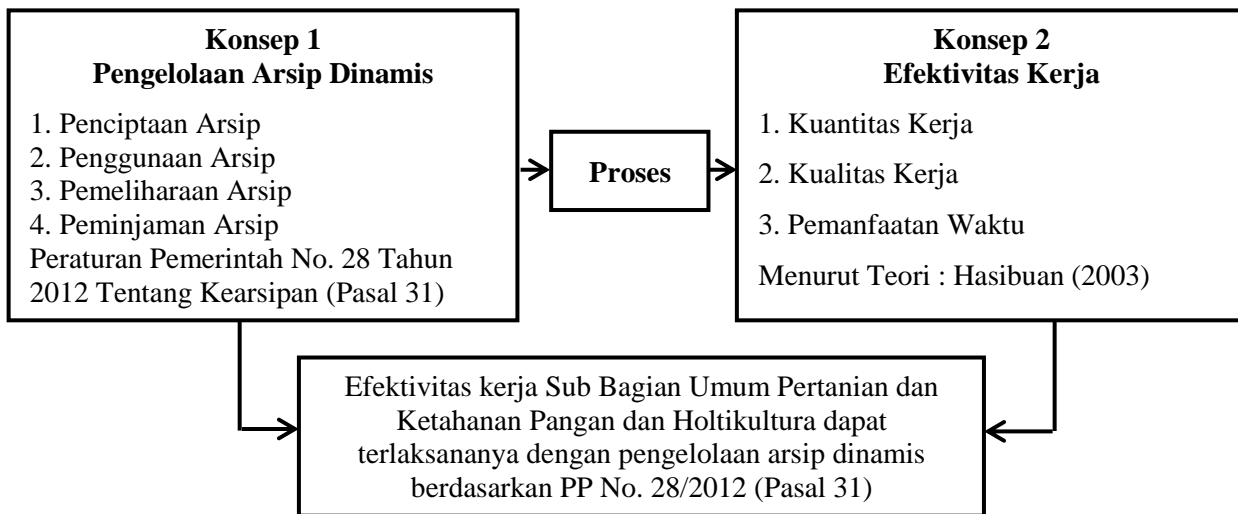 Konsep 1
Pengelolaan Arsip Dinamis
1. Penciptaan Arsip
2. Penggunaan Arsip
3. Pemeliharaan Arsip
4. Peminjaman Arsip
Peraturan Pemerintah No. 28 Tahun
2012 Tentang Kearsipan (Pasal 31)
Proses
Konsep 2
Efektivitas Kerja
1. Kuantitas Kerja
2. Kualitas Kerja
3. Pemanfaatan Waktu
Menurut Teori : Hasibuan (2003)
Efektivitas kerja Sub Bagian Umum Pertanian dan
Ketahanan Pangan dan Holtikultura dapat
terlaksananya dengan pengelolaan arsip dinamis
berdasarkan PP No. 28/2012 (Pasal 31)